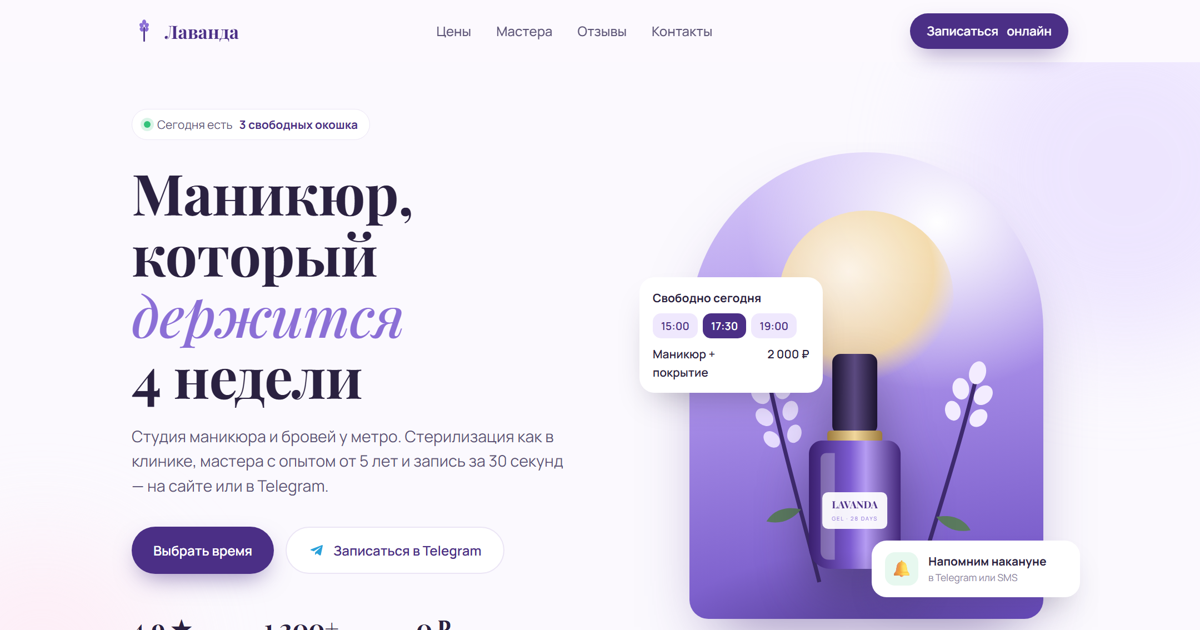 Лаванда
Цены
Мастера
Отзывы
Контакты
Записаться онлайн
Сегодня есть 3 свободных окошка
Маникюр,
который
держится
4 недели
Студия маникюра и бровей у метро. Стерилизация как в
клинике, мастера с опытом от 5 лет и запись за 30 секунд
— на сайте или в Telegram.
Выбрать время
Записаться в Telegram
Свободно сегодня
15:00
17:30
19:00
Маникюр + 2 000 ₽
покрытие
LAVANDA
GEL · 28 DAYS
Напомним накануне
в Telegram или SMS